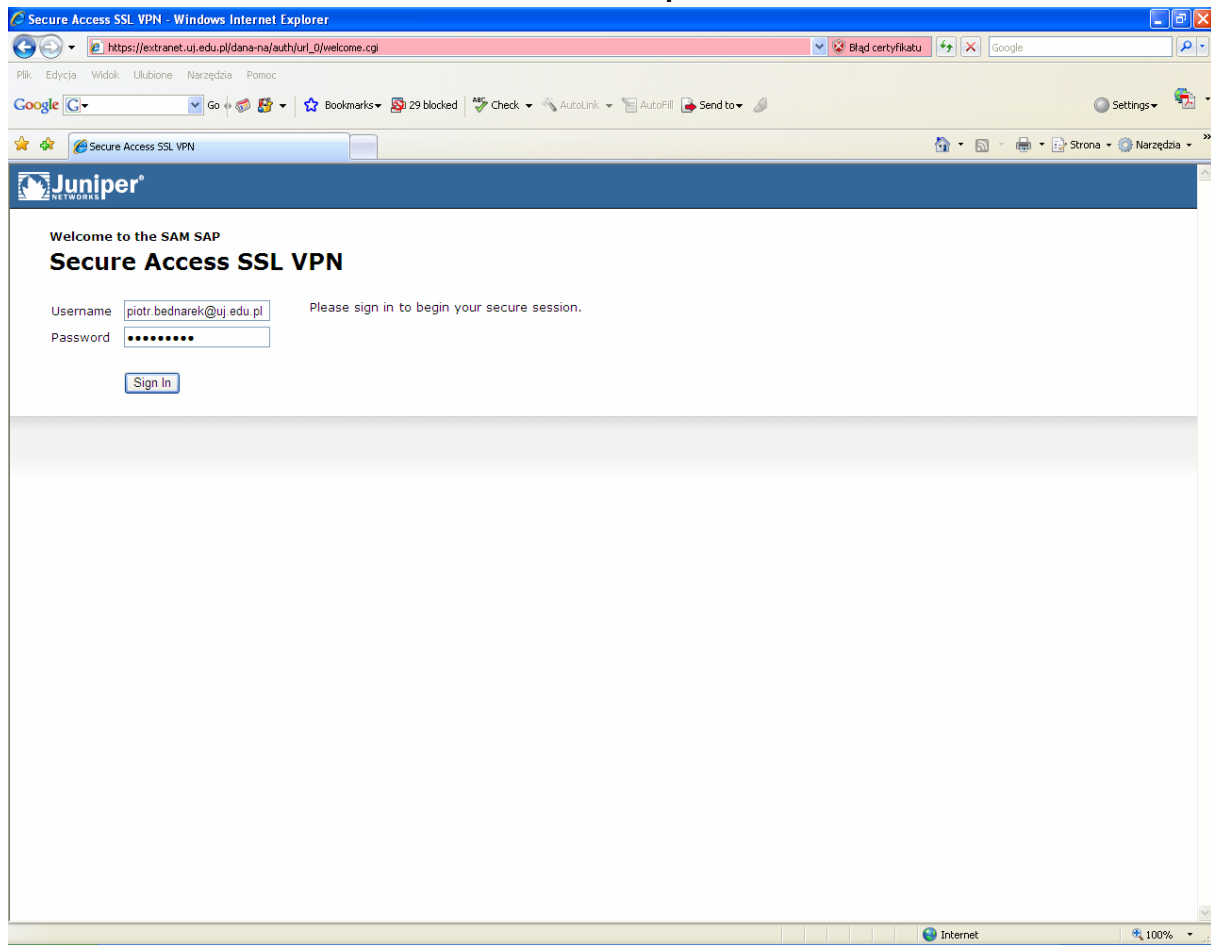 Secure Access SSL VPN - Windows Internet Explorer
https://extranet.uj.edu.pl/dana-na/auth/url_0/welcome.cgi
Błąd certyfikatu
Google
Plik Edycja Widok Ulubione Narzędzia Pomoc
Google G Go Bookmarks 29 blocked Check AutoLink AutoFill Send to Settings
Secure Access SSL VPN
Strona Narzędzia »
Juniper®
NETWORKS
Welcome to the SAM SAP
Secure Access SSL VPN
Username piotr.bednarek@uj.edu.pl Please sign in to begin your secure session.
Password •••••••••
Sign In
Internet 100%